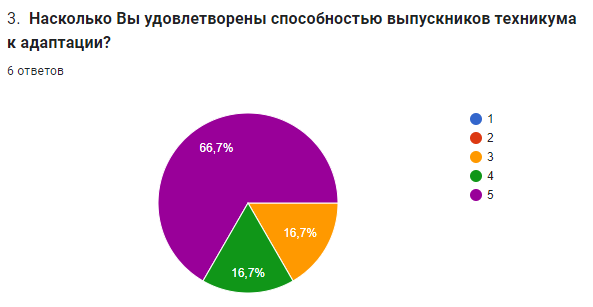 3. Насколько Вы удовлетворены способностью выпускников техникума
к адаптации?
6 ответов
66,7%
16,7%
16,7%
1
2
3
4
5